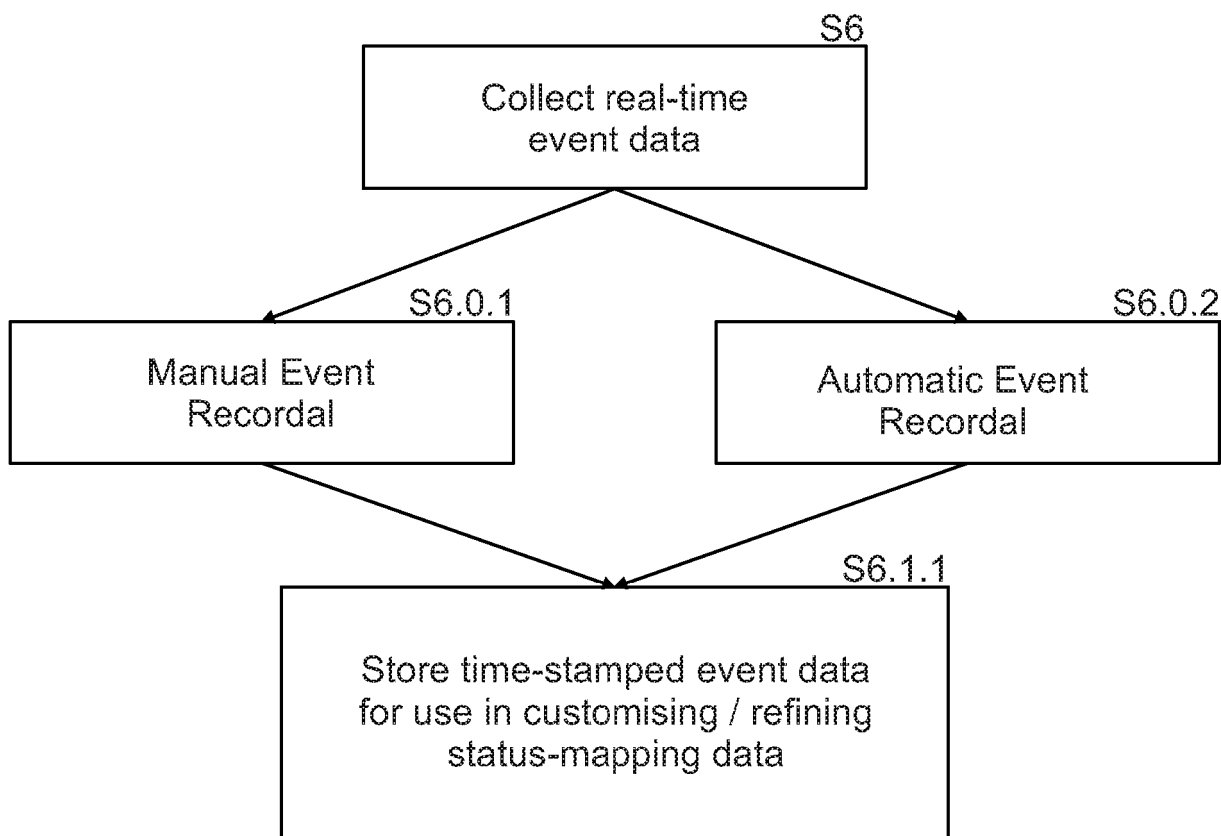 S6
Collect real-time
event data
S6.0.1
Manual Event
Recordal
S6.0.2
Automatic Event
Recordal
S6.1.1
Store time-stamped event data
for use in customising / refining
status-mapping data